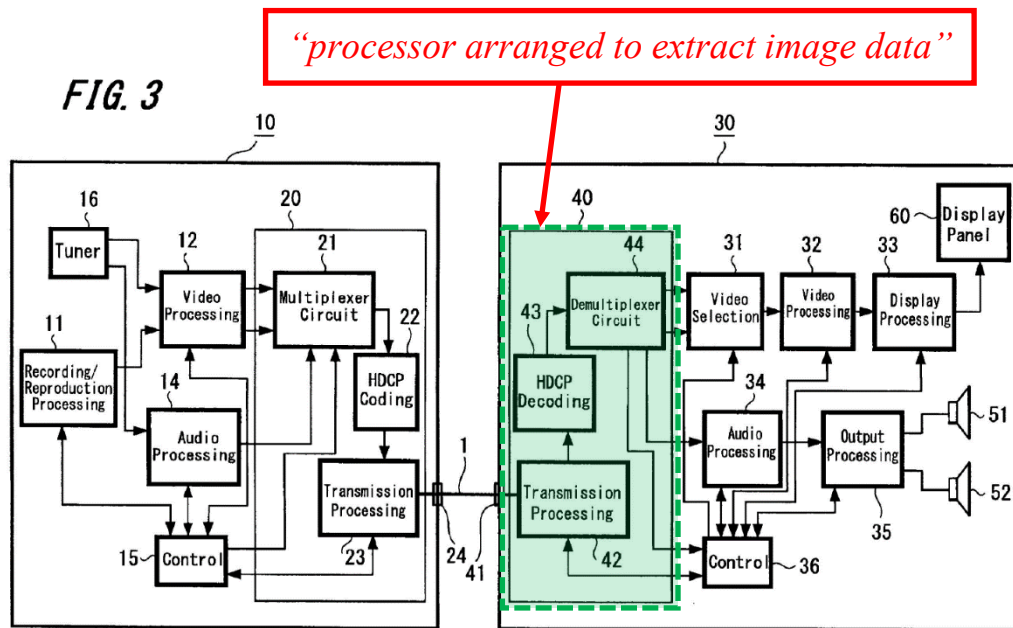 “processor arranged to extract image data”
FIG. 3
10
30
16
Tuner
12
Video
Processing
20
21
Multiplexer
Circuit
22
HDCP
Coding
11
Recording/
Reproduction
Processing
14
Audio
Processing
Transmission
Processing
23
15
Control
24
1
41
40
44
Demultiplexer
Circuit
43
HDCP
Decoding
Transmission
Processing
42
31
Video
Selection
32
Video
Processing
33
Display
Processing
60
Display
Panel
34
Audio
Processing
Output
Processing
35
51
52
Control
36